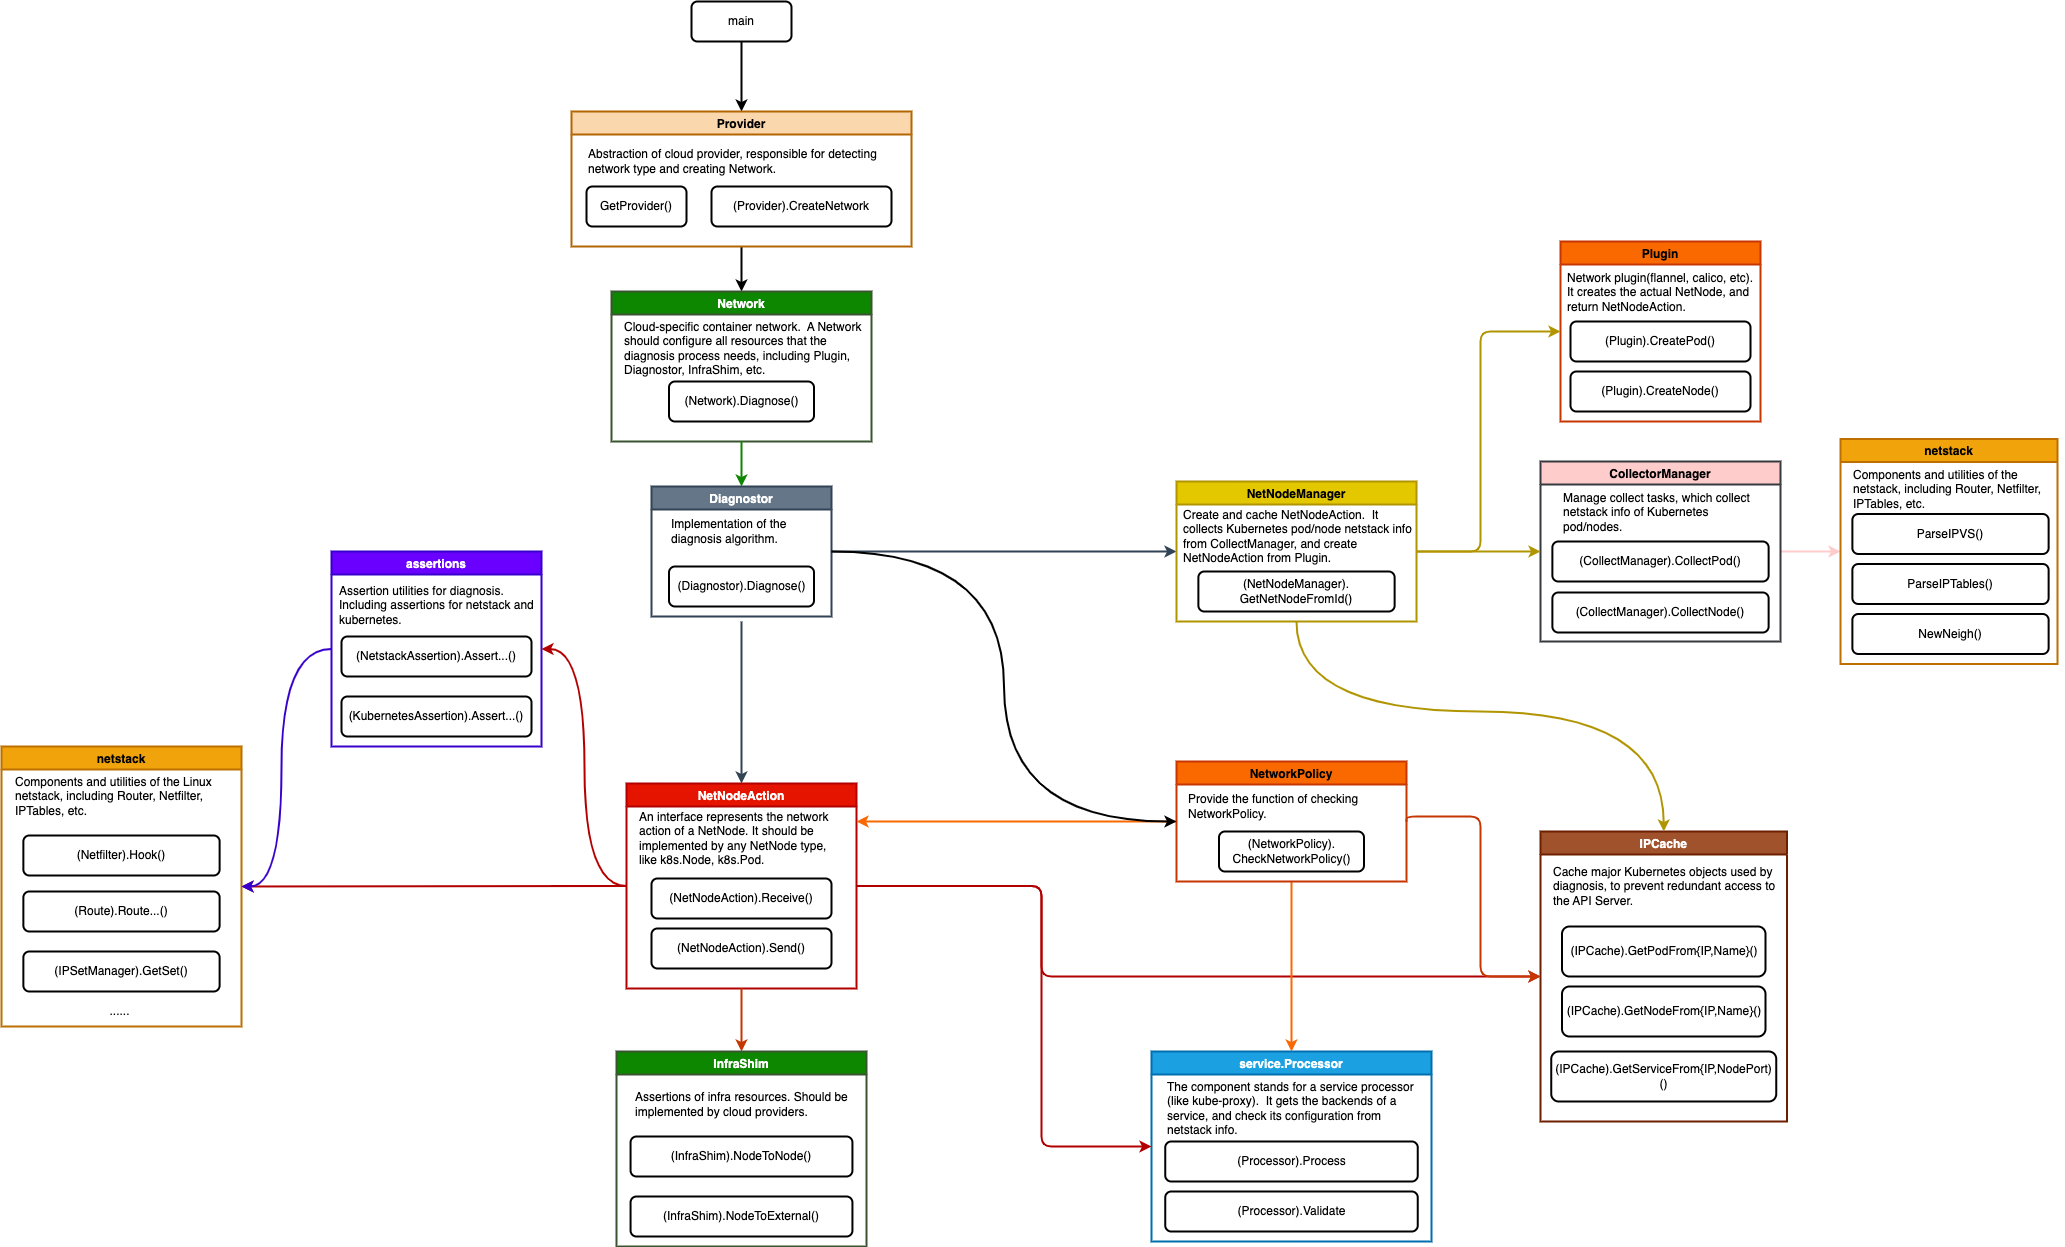 main
Provider
Abstraction of cloud provider, responsible for detecting
network type and creating Network.
GetProvider()
(Provider).CreateNetwork
Network
Cloud-specific container network.  A Network
should configure all resources that the
diagnosis process needs, including Plugin,
Diagnostor, InfraShim, etc.
(Network).Diagnose()
Diagnostor
Implementation of the
diagnosis algorithm.
(Diagnostor).Diagnose()
Plugin
Network plugin(flannel, calico, etc).
It creates the actual NetNode, and
return NetNodeAction.
(Plugin).CreatePod()
(Plugin).CreateNode()
NetNodeManager
Create and cache NetNodeAction.  It
collects Kubernetes pod/node netstack info
from CollectManager, and create
NetNodeAction from Plugin.
(NetNodeManager).
GetNetNodeFromId()
CollectorManager
Manage collect tasks, which collect
netstack info of Kubernetes
pod/nodes.
(CollectManager).CollectPod()
(CollectManager).CollectNode()
netstack
Components and utilities of the
netstack, including Router, Netfilter,
IPTables, etc.
ParseIPVS()
ParseIPTables()
NewNeigh()
assertions
Assertion utilities for diagnosis.
Including assertions for netstack and
kubernetes.
(NetstackAssertion).Assert...()
(KubernetesAssertion).Assert...()
netstack
Components and utilities of the Linux
netstack, including Router, Netfilter,
IPTables, etc.
(Netfilter).Hook()
(Route).Route...()
(IPSetManager).GetSet()
......
NetNodeAction
An interface represents the network
action of a NetNode. It should be
implemented by any NetNode type,
like k8s.Node, k8s.Pod.
(NetNodeAction).Receive()
(NetNodeAction).Send()
NetworkPolicy
Provide the function of checking
NetworkPolicy.
(NetworkPolicy).
CheckNetworkPolicy()
IPCache
Cache major Kubernetes objects used by
diagnosis, to prevent redundant access to
the API Server.
(IPCache).GetPodFrom{IP,Name}()
(IPCache).GetNodeFrom{IP,Name}()
(IPCache).GetServiceFrom{IP,NodePort)
()
InfraShim
Assertions of infra resources. Should be
implemented by cloud providers.
(InfraShim).NodeToNode()
(InfraShim).NodeToExternal()
service.Processor
The component stands for a service processor
(like kube-proxy).  It gets the backends of a
service, and check its configuration from
netstack info.
(Processor).Process
(Processor).Validate